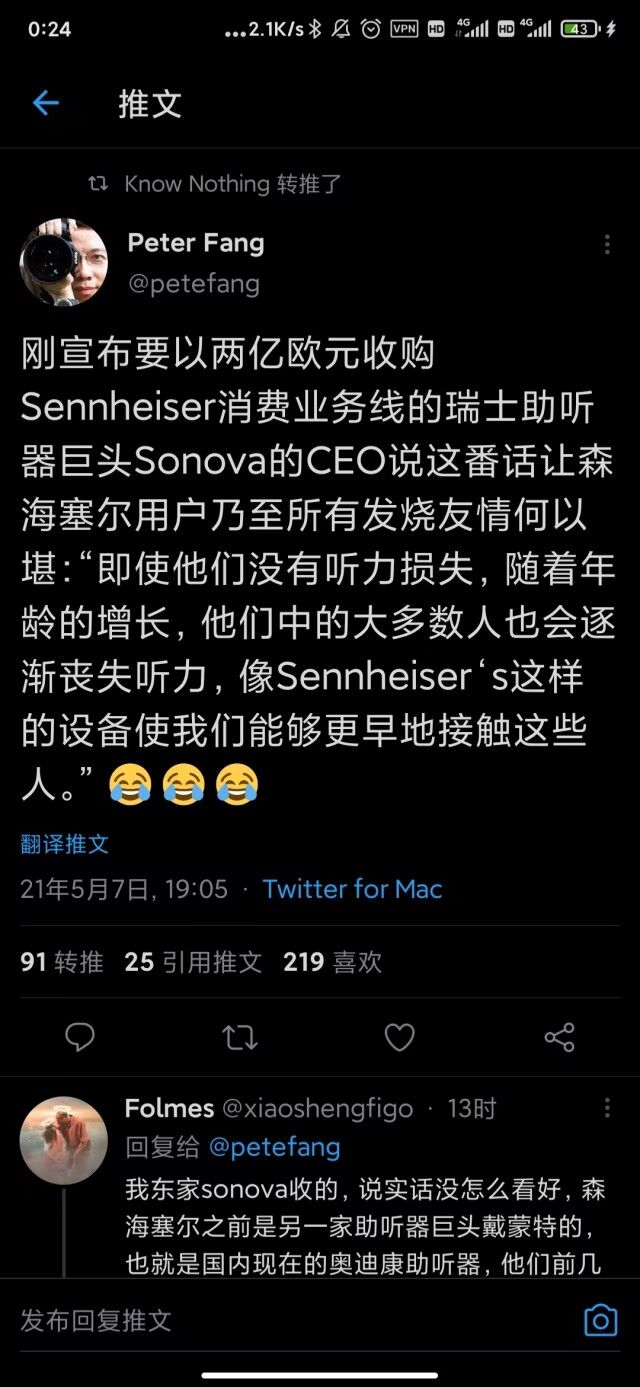 0:24
...2.1K/s
VPN
HD
4G
HD
4G
43
推文
Know Nothing 转推了
Peter Fang
@petefang
刚宣布要以两亿欧元收购
Sennheiser消费业务线的瑞士助听
器巨头Sonova的CEO说这番话让森
海塞尔用户乃至所有发烧友情何以
堪:“即使他们没有听力损失, 随着年
龄的增长, 他们中的大多数人也会逐
渐丧失听力, 像Sennheiser‘s这样
的设备使我们能够更早地接触这些
人。” 😂😂😂
翻译推文
21年5月7日, 19:05 · Twitter for Mac
91 转推 25 引用推文 219 喜欢
Folmes @xiaoshengfigo · 13时
回复给 @petefang
我东家sonova收的, 说实话没怎么看好, 森
海塞尔之前是另一家助听器巨头戴蒙特的,
也就是国内现在的奥迪康助听器, 他们前几
发布回复推文